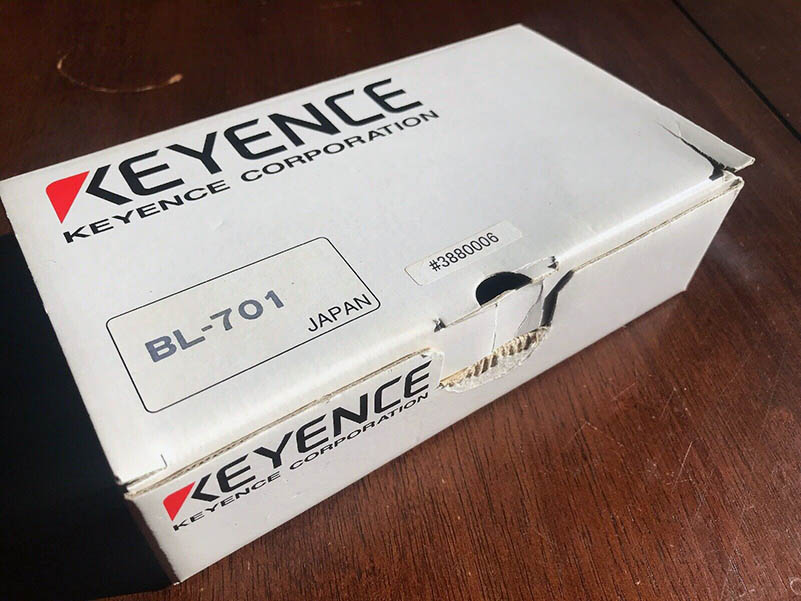 KEYENCE
KEYENCE CORPORATION
#3880006
BL-701
JAPAN
KEYENCE
KEYENCE CORPORATION